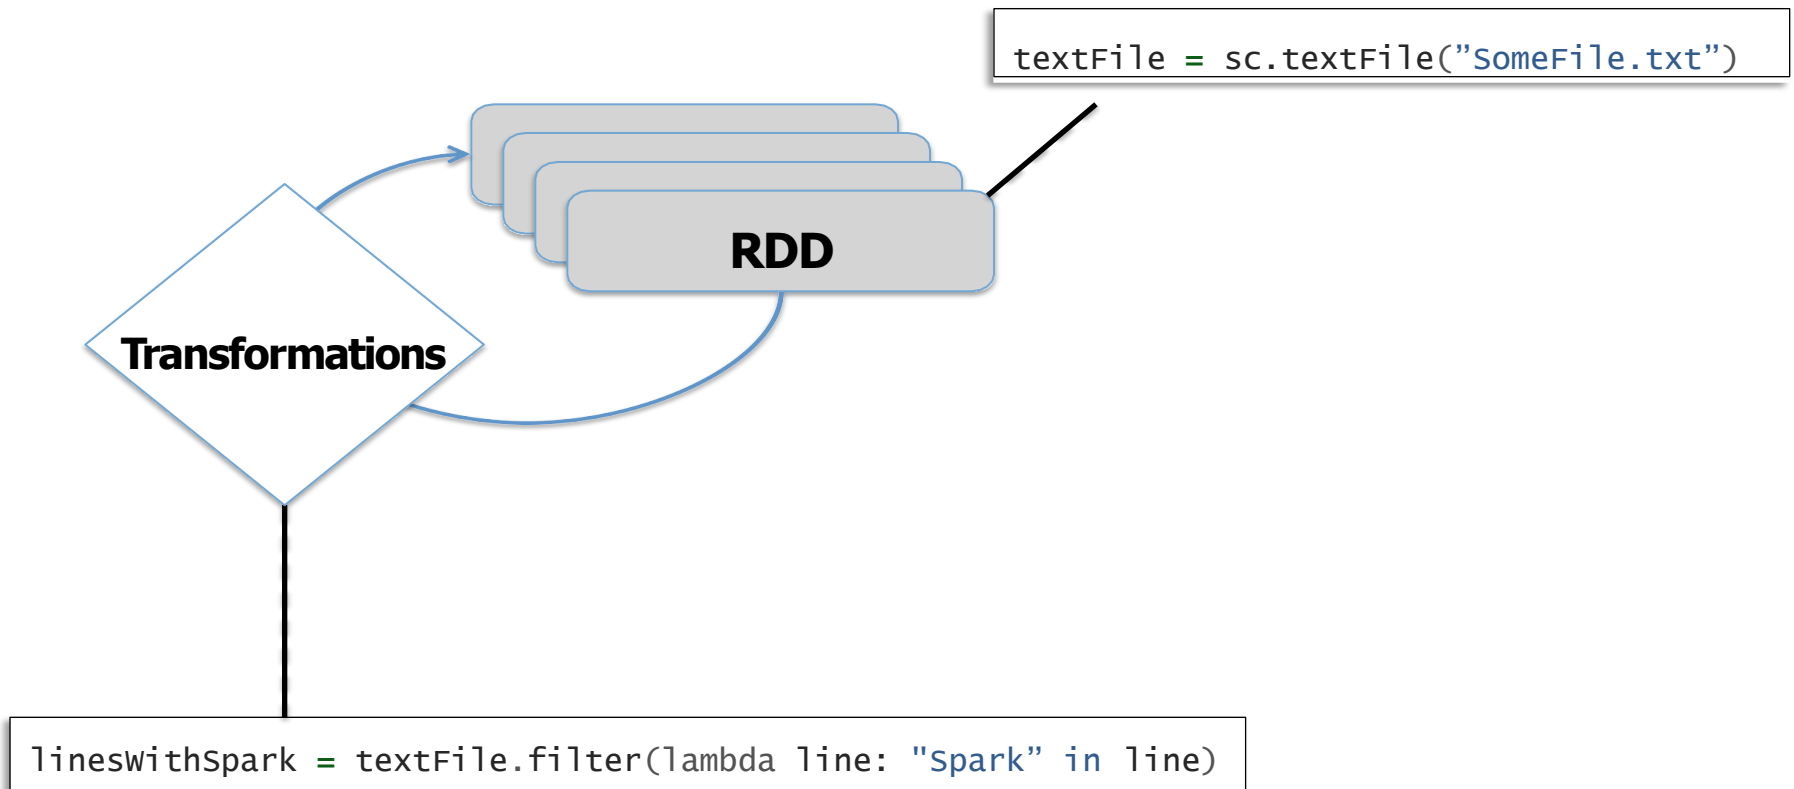 textFile = sc.textFile(”SomeFile.txt”)
RDD
Transformations
linesWithSpark = textFile.filter(lambda line: "Spark” in line)